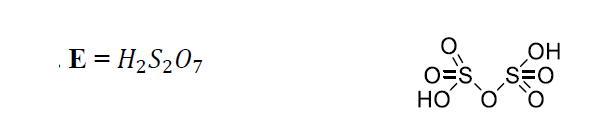 . E = H₂S₂O₇
O OH
O=S S=O
HO O O